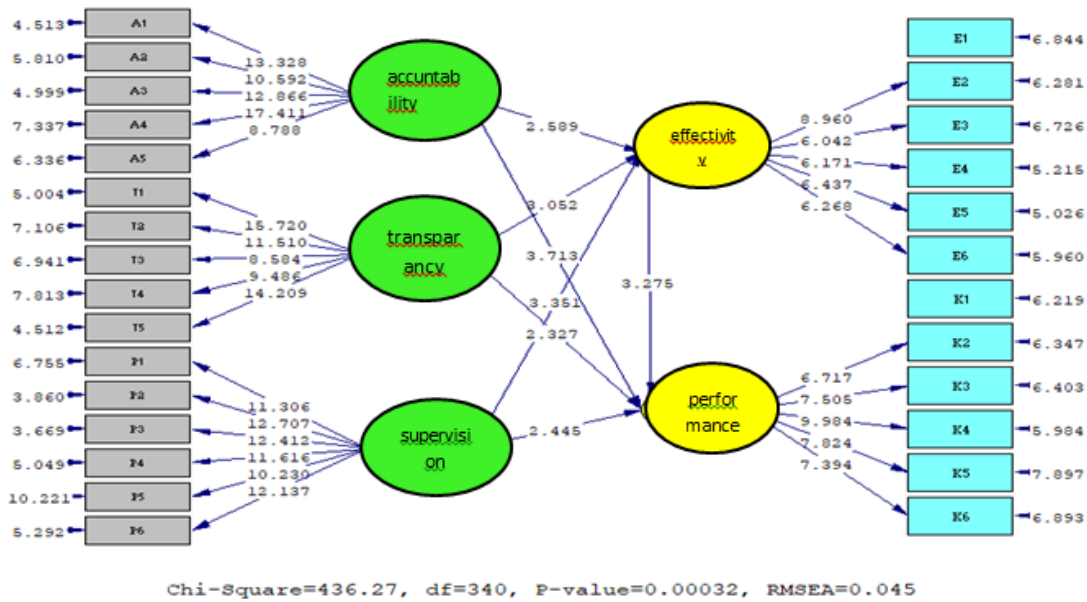 4.513 A1
5.810 A2
4.999 A3
7.337 A4
6.336 A5
5.004 T1
7.106 T2
6.941 T3
7.813 T4
4.512 T5
6.755 P1
3.860 P2
3.669 P3
5.049 P4
10.221 P5
5.292 P6
13.328
10.592
12.866
17.411
8.788
15.720
11.510
8.584
9.486
14.209
11.306
12.707
12.412
11.616
10.230
12.137
accuntab
ility
transpar
ancy
supervisi
on
2.589
3.052
3.713
3.351
2.327
2.445
3.275
effectivit
y
perfor
mance
8.960
6.042
6.171
6.437
6.268
6.717
7.505
9.984
7.824
7.394
E1 6.844
E2 6.281
E3 6.726
E4 5.215
E5 5.026
E6 5.960
K1 6.219
K2 6.347
K3 6.403
K4 5.984
K5 7.897
K6 6.893
Chi-Square=436.27, df=340, P-value=0.00032, RMSEA=0.045